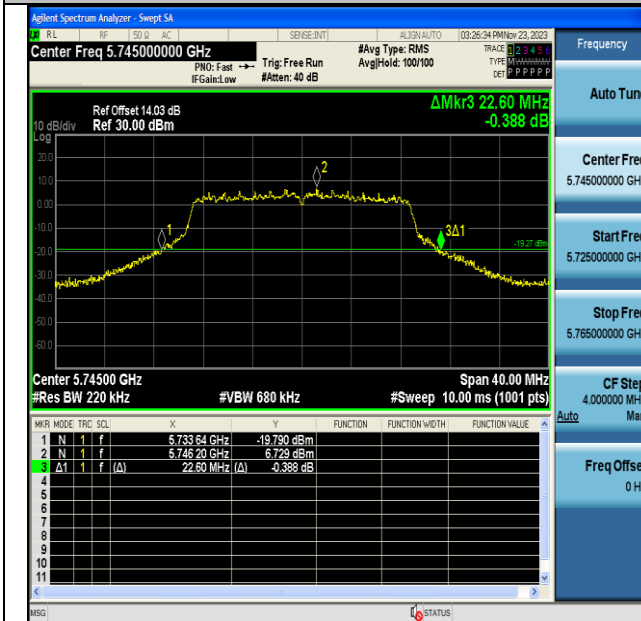 Agilent Spectrum Analyzer - Swept SA
LXI RL RF 50 Ω AC SENSE:INT ALIGN AUTO 03:26:34 PM Nov 23, 2023
Center Freq 5.745000000 GHz
PNO: Fast
IFGain:Low
Trig: Free Run
#Atten: 40 dB
#Avg Type: RMS
Avg|Hold: 100/100
TRACE 1 2 3 4 5 6
TYPE M
DET P P P P P
Ref Offset 14.03 dB
10 dB/div Ref 30.00 dBm
Log
ΔMkr3 22.60 MHz
-0.388 dB
20.0
10.0
0.00
-10.0
-20.0
-30.0
-40.0
-50.0
-60.0
1
2
3Δ1
-19.27 dBm
Center 5.74500 GHz Span 40.00 MHz
#Res BW 220 kHz #VBW 680 kHz #Sweep 10.00 ms (1001 pts)
MKR MODE TRC SCL X Y FUNCTION FUNCTION WIDTH FUNCTION VALUE
1 N 1 f 5.733 64 GHz -19.790 dBm
2 N 1 f 5.746 20 GHz 6.729 dBm
3 Δ1 1 f (Δ) 22.60 MHz (Δ) -0.388 dB
4
5
6
7
8
9
10
11
MSG STATUS
Frequency
Auto Tun
Center Fre
5.745000000 GH
Start Fre
5.725000000 GH
Stop Fre
5.765000000 GH
CF Ste
4.000000 MH
Auto Ma
Freq Offse
0 H